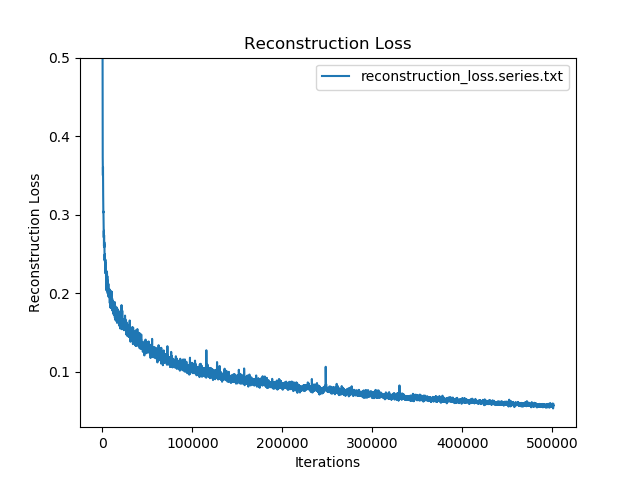 Reconstruction Loss
reconstruction_loss.series.txt
0.5
0.4
0.3
0.2
0.1
Reconstruction Loss
0 100000 200000 300000 400000 500000
Iterations